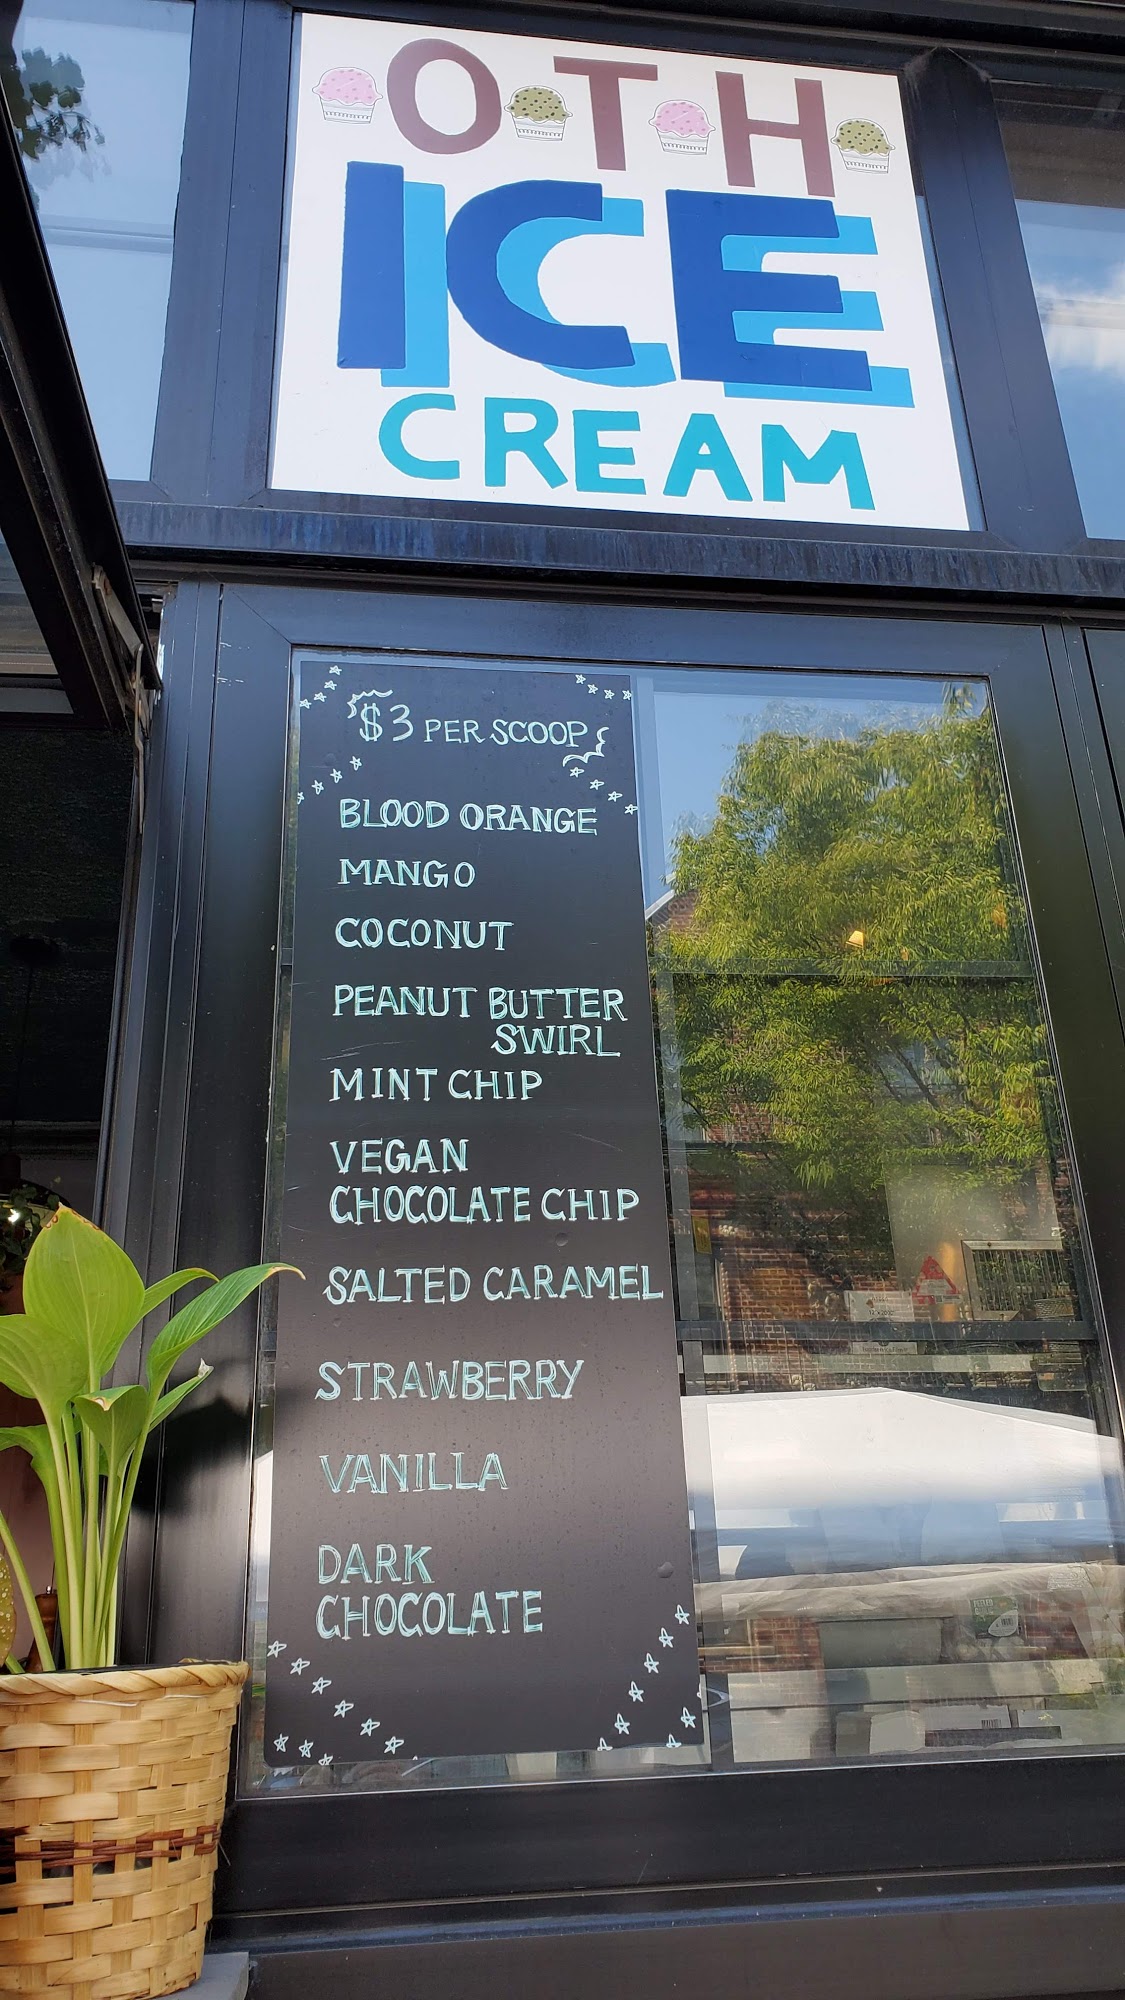 OTH
ICE
CREAM
$3 PER SCOOP
BLOOD ORANGE
MANGO
COCONUT
PEANUT BUTTER
SWIRL
MINT CHIP
VEGAN
CHOCOLATE CHIP
SALTED CARAMEL
STRAWBERRY
VANILLA
DARK
CHOCOLATE